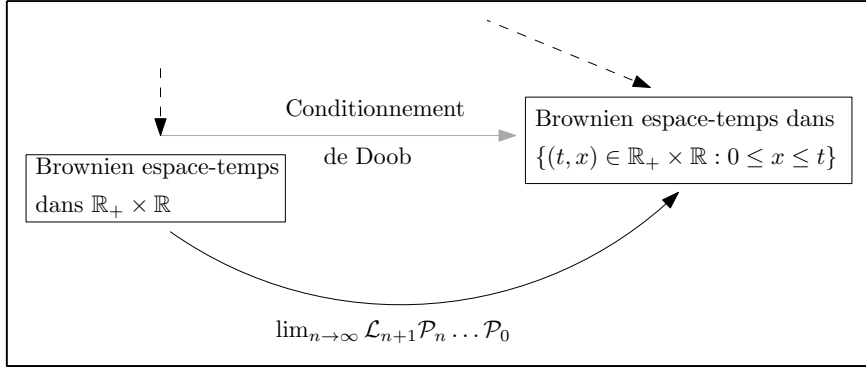 Conditionnement
de Doob
Brownien espace-temps dans
{(t, x) ∈ ℝ₊ × ℝ : 0 ≤ x ≤ t}
Brownien espace-temps
dans ℝ₊ × ℝ
lim_{n→∞} 𝓛_{n+1}𝓟_n … 𝓟_0